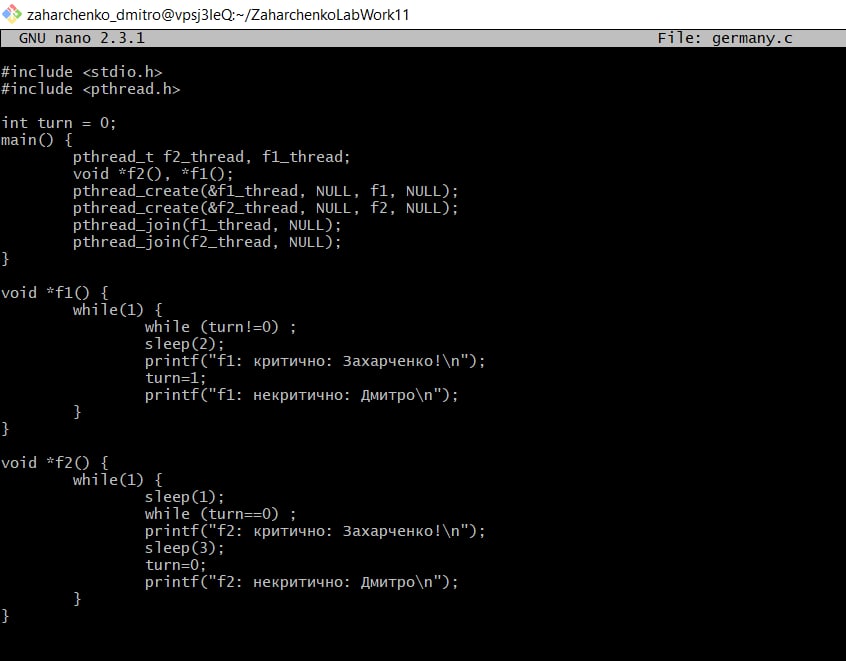 zaharchenko_dmitro@vpsj3leQ:~/ZaharchenkoLabWork11
GNU nano 2.3.1 File: germany.c
#include <stdio.h>
#include <pthread.h>
int turn = 0;
main() {
pthread_t f2_thread, f1_thread;
void *f2(), *f1();
pthread_create(&f1_thread, NULL, f1, NULL);
pthread_create(&f2_thread, NULL, f2, NULL);
pthread_join(f1_thread, NULL);
pthread_join(f2_thread, NULL);
}
void *f1() {
while(1) {
while (turn!=0) ;
sleep(2);
printf("f1: критично: Захарченко!\n");
turn=1;
printf("f1: некритично: Дмитро\n");
}
}
void *f2() {
while(1) {
sleep(1);
while (turn==0) ;
printf("f2: критично: Захарченко!\n");
sleep(3);
turn=0;
printf("f2: некритично: Дмитро\n");
}
}